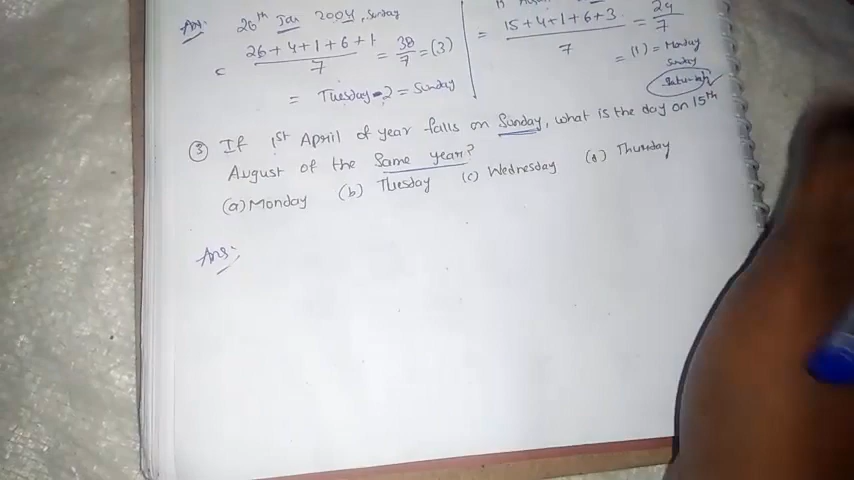 Ans:
26th Jan 2004, Sunday
26+4+1+6+1 / 7 = 38/7 = (3)
= Tuesday-2 = Sunday
15
= 15+4+1+6+3 / 7 = 24/7
= (1) = Monday
Sunday
Saturday
③ If 1st April of year falls on Sunday, what is the day on 15th
August of the same year?
(a) Monday (b) Tuesday (c) Wednesday (d) Thursday
Ans: